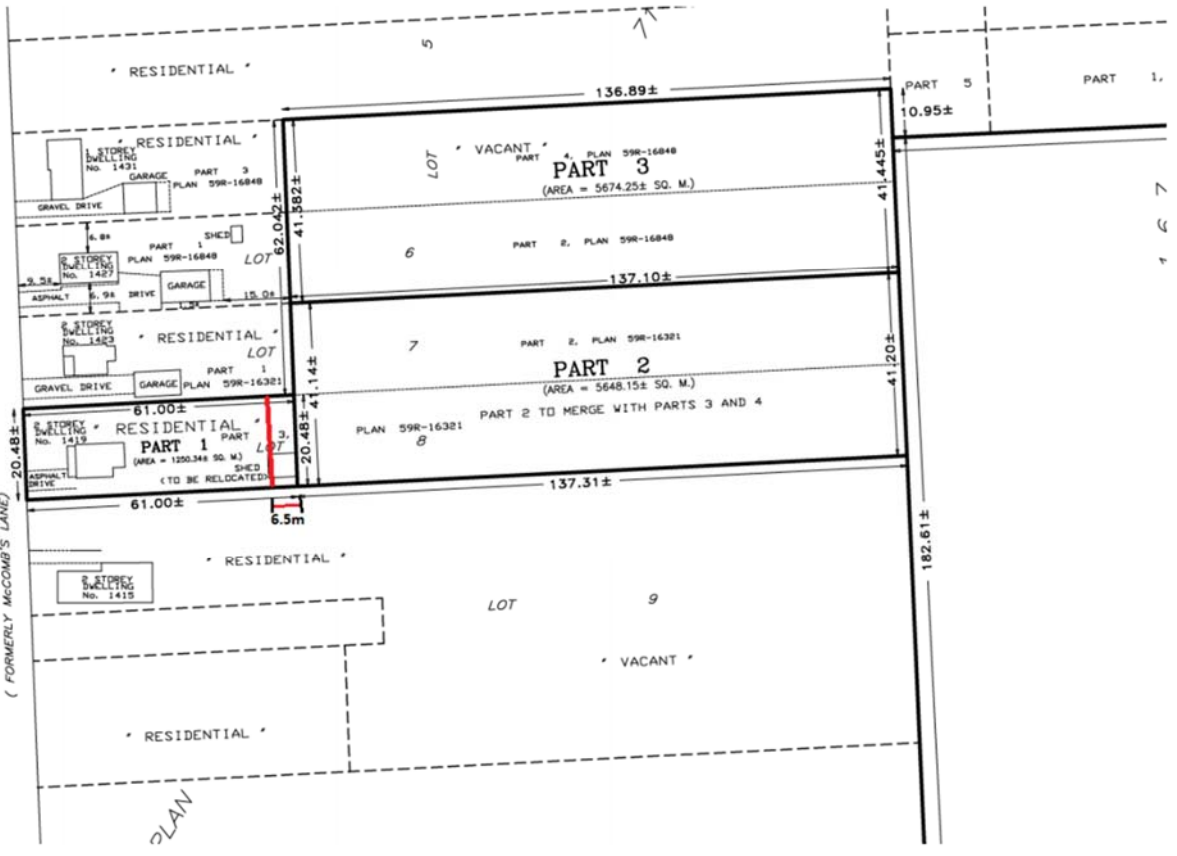 5
7
" RESIDENTIAL "
136.89±
PART 5
PART 1,
10.95±
" RESIDENTIAL "
1 STOREY
DWELLING
No. 1431
GARAGE
PART 3
PLAN 59R-16848
GRAVEL DRIVE
62.042±
41.382±
LOT
" VACANT "
PART 4, PLAN 59R-16848
PART 3
(AREA = 5674.25± SQ. M.)
41.445±
6.8±
SHED
PART 1
PLAN 59R-16848
LOT
2 STOREY
DWELLING
No. 1427
9.5±
ASPHALT
6.9±
DRIVE
GARAGE
1.5±
15.0±
6
PART 2, PLAN 59R-16848
137.10±
167
2 STOREY
DWELLING
No. 1423
" RESIDENTIAL "
LOT
PART 1
GRAVEL DRIVE
GARAGE
PLAN 59R-16321
41.14±
7
PART 2, PLAN 59R-16321
PART 2
(AREA = 5648.15± SQ. M.)
41.20±
PART 2 TO MERGE WITH PARTS 3 AND 4
PLAN 59R-16321
8
61.00±
20.48±
2 STOREY
DWELLING
No. 1419
" RESIDENTIAL "
PART 1
PART 3,
LOT
(AREA = 1250.34± SQ. M.)
SHED
(TO BE RELOCATED)
ASPHALT
DRIVE
20.48±
61.00±
6.5m
137.31±
182.61±
( FORMERLY McCOMB'S LANE)
" RESIDENTIAL "
2 STOREY
DWELLING
No. 1415
LOT
9
" VACANT "
" RESIDENTIAL "
PLAN